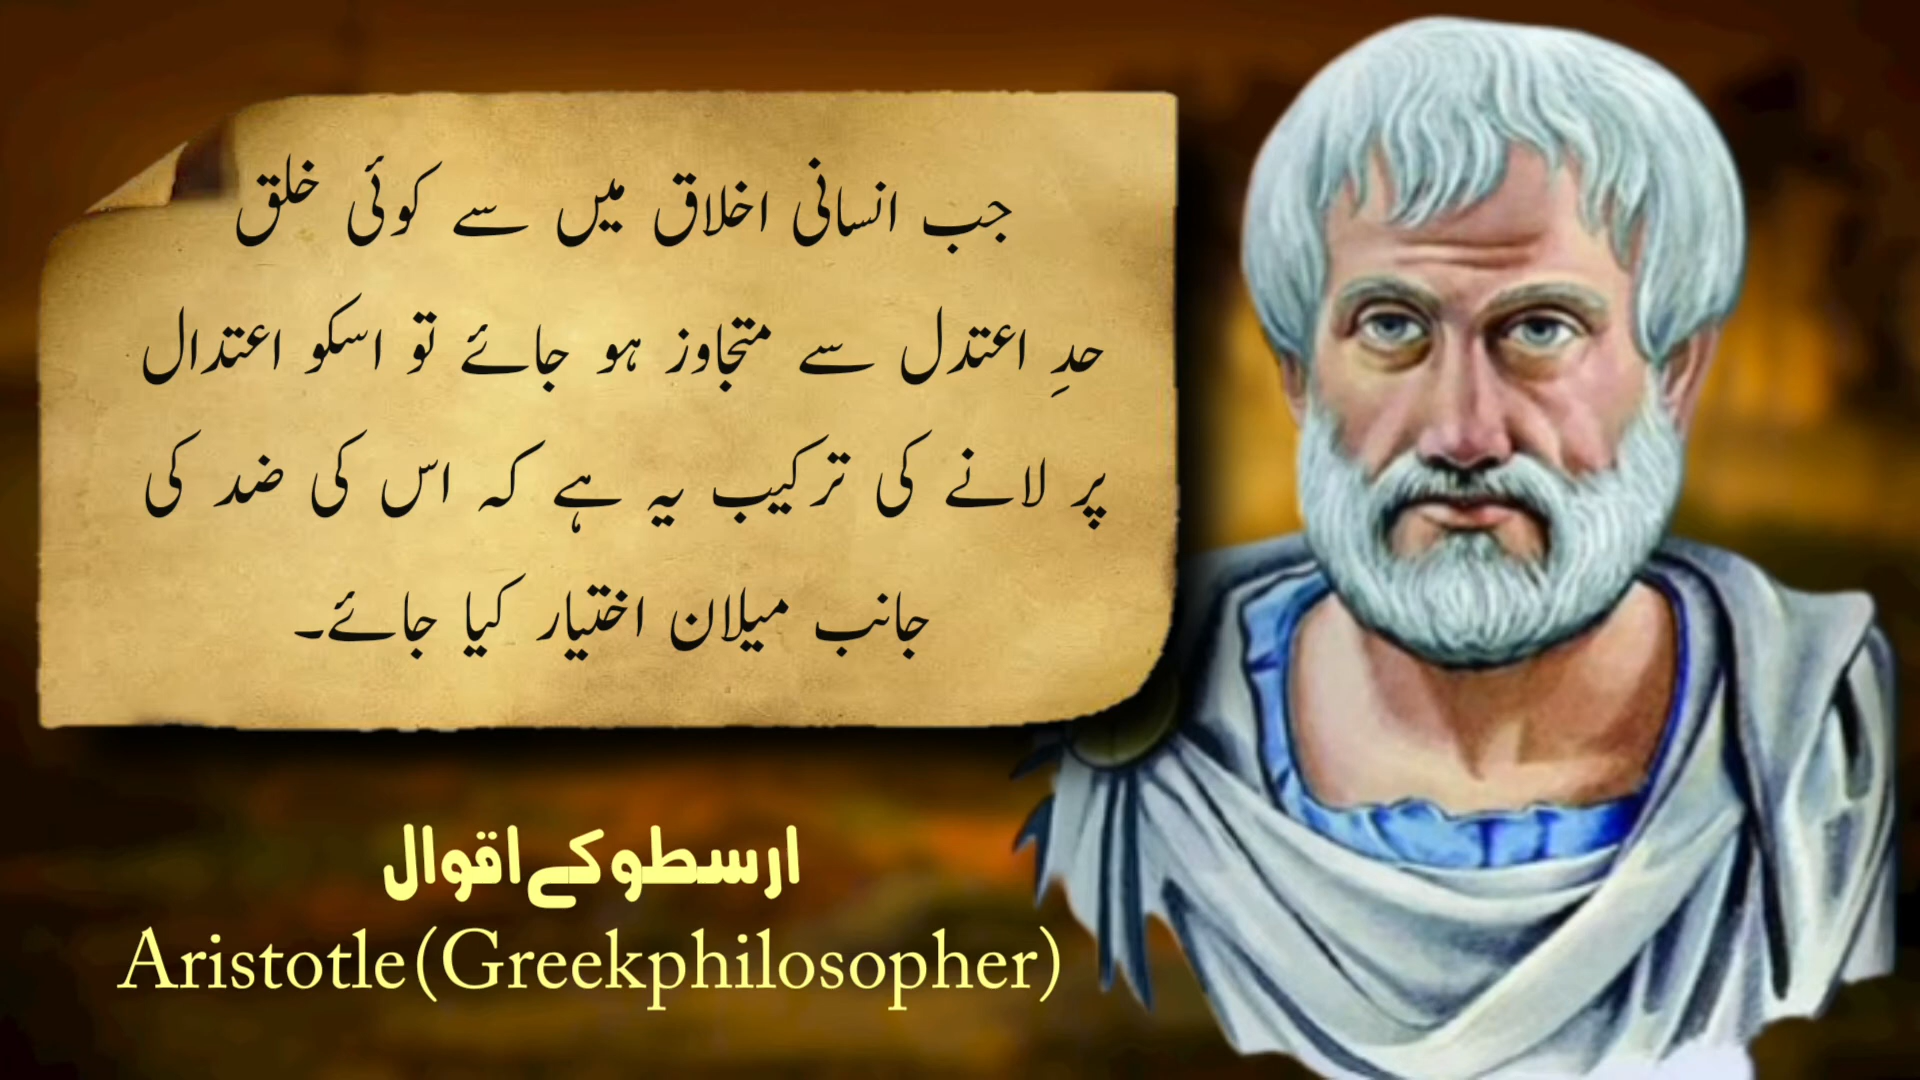 جب انسانی اخلاق میں سے کوئی خلق
حدِ اعتدل سے متجاوز ہو جائے تو اسکو اعتدال
پر لانے کی ترکیب یہ ہے کہ اس کی ضد کی
جانب میلان اختیار کیا جائے۔
ارسطو کے اقوال
Aristotle(Greekphilosopher)